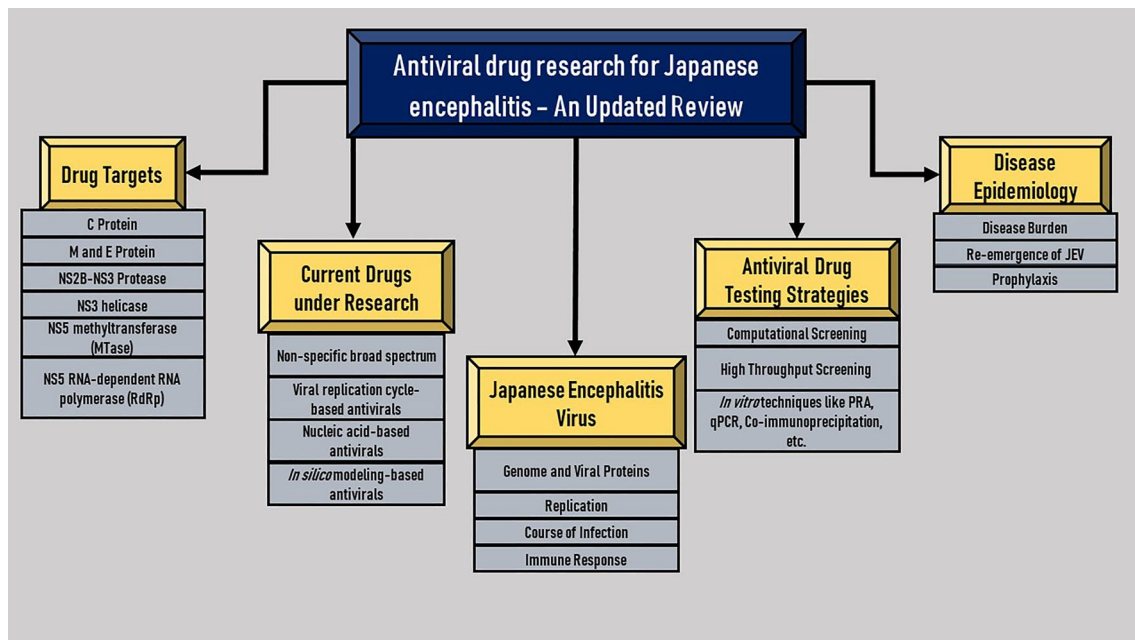 Antiviral drug research for Japanese
encephalitis – An Updated Review
Drug Targets
C Protein
M and E Protein
NS2B-NS3 Protease
NS3 helicase
NS5 methyltransferase
(MTase)
NS5 RNA-dependent RNA
polymerase (RdRp)
Current Drugs
under Research
Non-specific broad spectrum
Viral replication cycle-
based antivirals
Nucleic acid-based
antivirals
In silicomodeling-based
antivirals
Japanese Encephalitis
Virus
Genome and Viral Proteins
Replication
Course of Infection
Immune Response
Antiviral Drug
Testing Strategies
Computational Screening
High Throughput Screening
In vitrotechniques like PRA,
qPCR, Co-immunoprecipitation,
etc.
Disease
Epidemiology
Disease Burden
Re-emergence of JEV
Prophylaxis